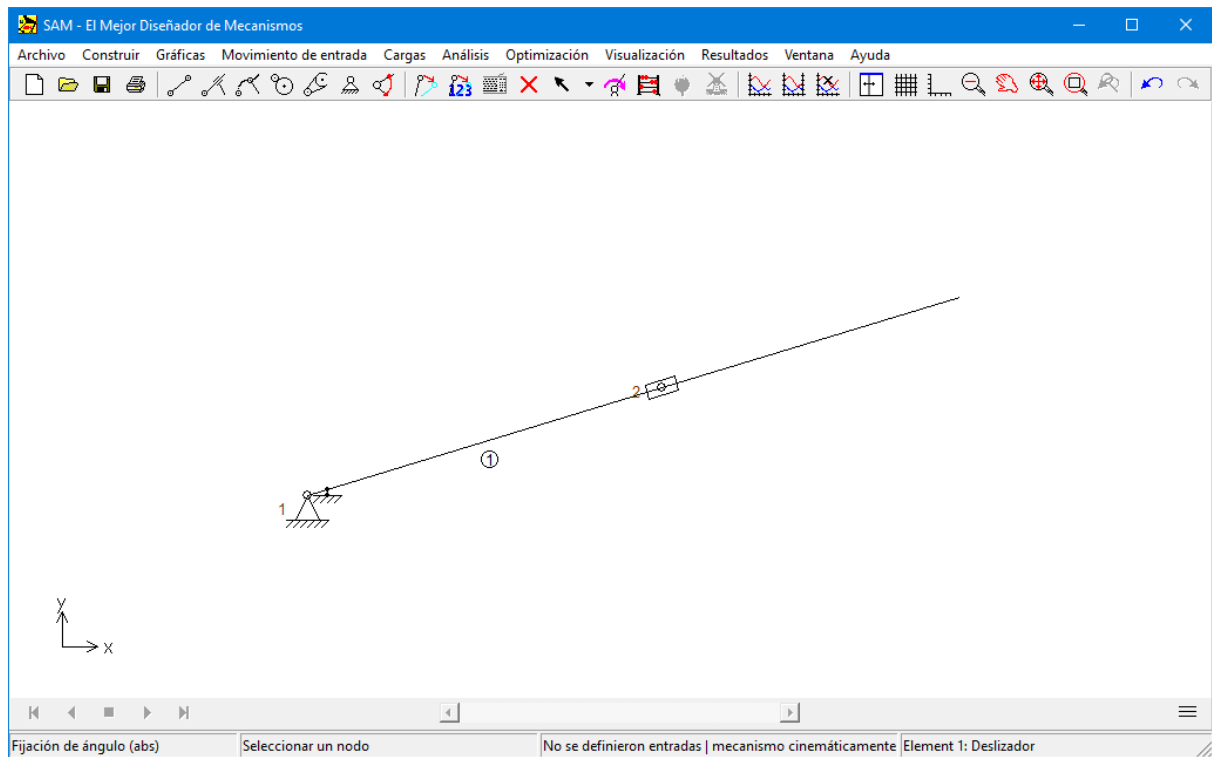 SAM - El Mejor Diseñador de Mecanismos
Archivo Construir Gráficas Movimiento de entrada Cargas Análisis Optimización Visualización Resultados Ventana Ayuda
123
2
1
1
y
x
Fijación de ángulo (abs) Seleccionar un nodo No se definieron entradas | mecanismo cinemáticamente Element 1: Deslizador